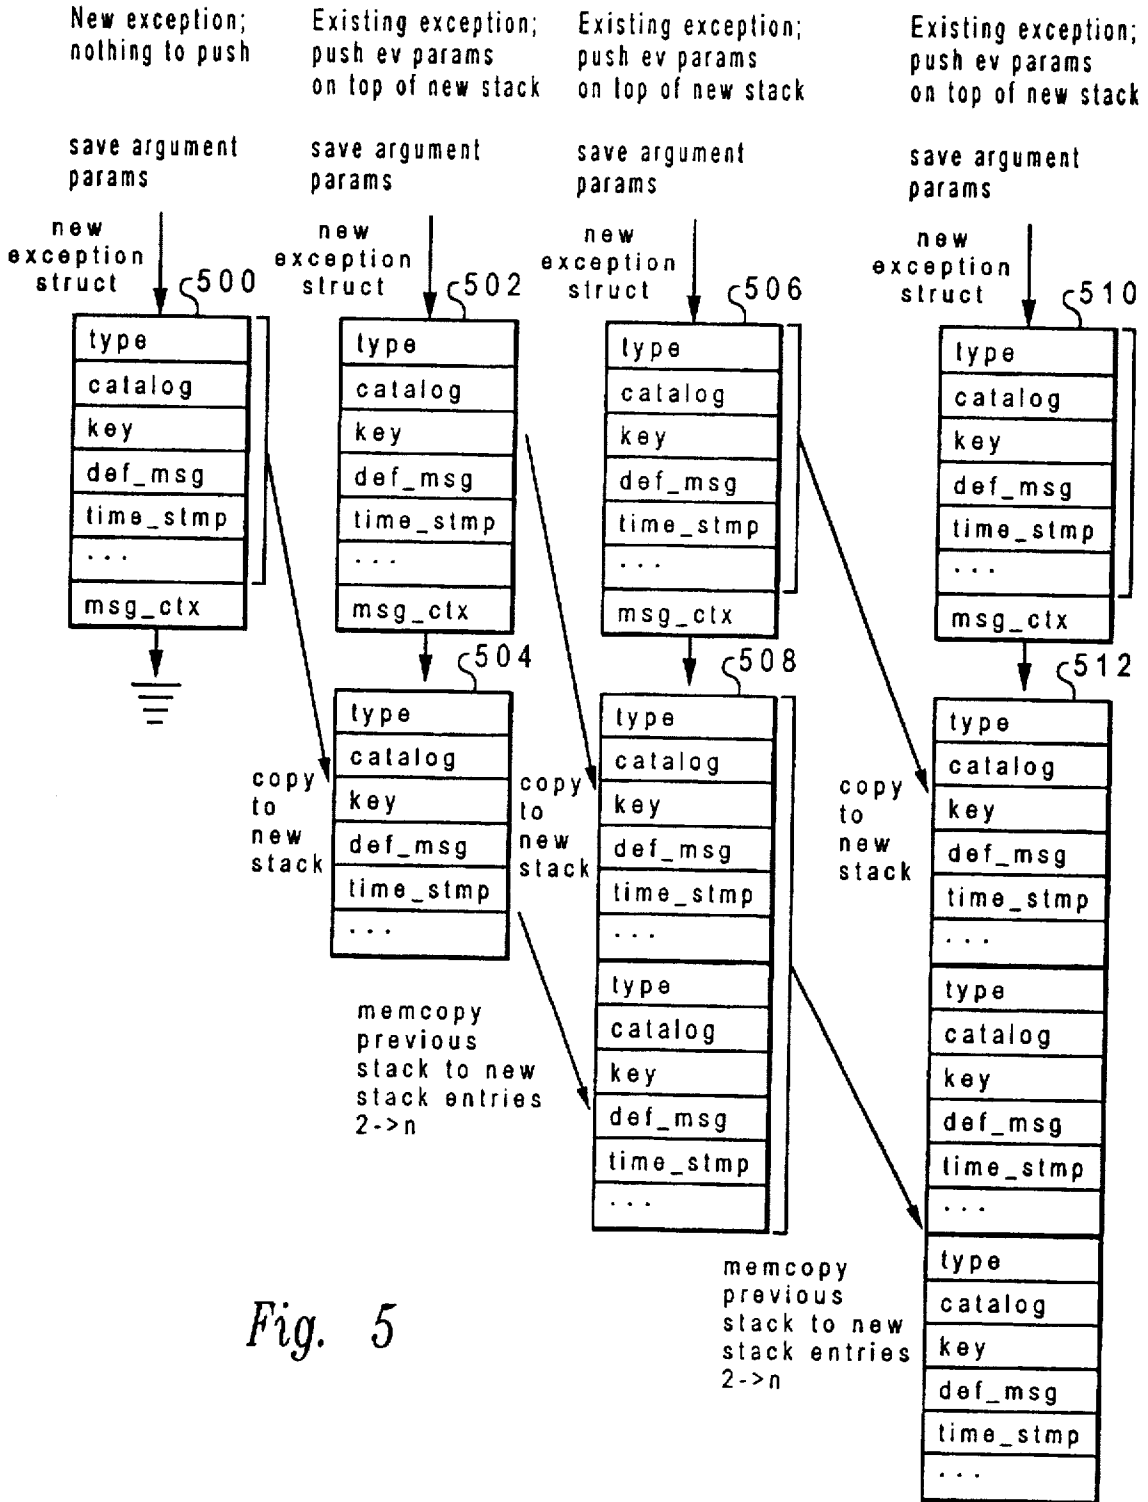 New exception;
nothing to push
save argument
params
new
exception
struct
500
type
catalog
key
def_msg
time_stmp
...
msg_ctx
Existing exception;
push ev params
on top of new stack
save argument
params
new
exception
struct
502
type
catalog
key
def_msg
time_stmp
...
msg_ctx
504
copy
to
new
stack
type
catalog
key
def_msg
time_stmp
...
memcopy
previous
stack to new
stack entries
2->n
Existing exception;
push ev params
on top of new stack
save argument
params
new
exception
struct
506
type
catalog
key
def_msg
time_stmp
...
msg_ctx
508
copy
to
new
stack
type
catalog
key
def_msg
time_stmp
...
type
catalog
key
def_msg
time_stmp
...
memcopy
previous
stack to new
stack entries
2->n
Existing exception;
push ev params
on top of new stack
save argument
params
new
exception
struct
510
type
catalog
key
def_msg
time_stmp
...
msg_ctx
512
copy
to
new
stack
type
catalog
key
def_msg
time_stmp
...
type
catalog
key
def_msg
time_stmp
...
type
catalog
key
def_msg
time_stmp
...
Fig. 5